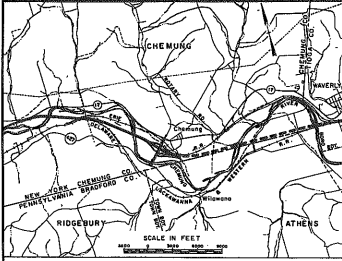 CHEMUNG
CHEMUNG CO.
TIOGA CO.
WAVERLY
17
17
RIVER
ERIE
DELAWARE
Chemung
R.R.
CHEMUNG
R.R.
WESTERN
LACKAWANNA
&
Wilawana
NEW YORK CHEMUNG CO.
PENNSYLVANIA BRADFORD CO.
RIDGEBURY
ATHENS
SCALE IN FEET